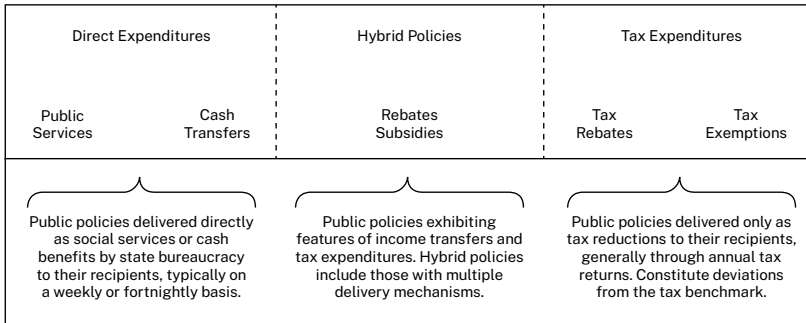 Direct Expenditures
Hybrid Policies
Tax Expenditures
Public
Services
Cash
Transfers
Rebates
Subsidies
Tax
Rebates
Tax
Exemptions
Public policies delivered directly
as social services or cash
benefits by state bureaucracy
to their recipients, typically on
a weekly or fortnightly basis.
Public policies exhibiting
features of income transfers and
tax expenditures. Hybrid policies
include those with multiple
delivery mechanisms.
Public policies delivered only as
tax reductions to their recipients,
generally through annual tax
returns. Constitute deviations
from the tax benchmark.